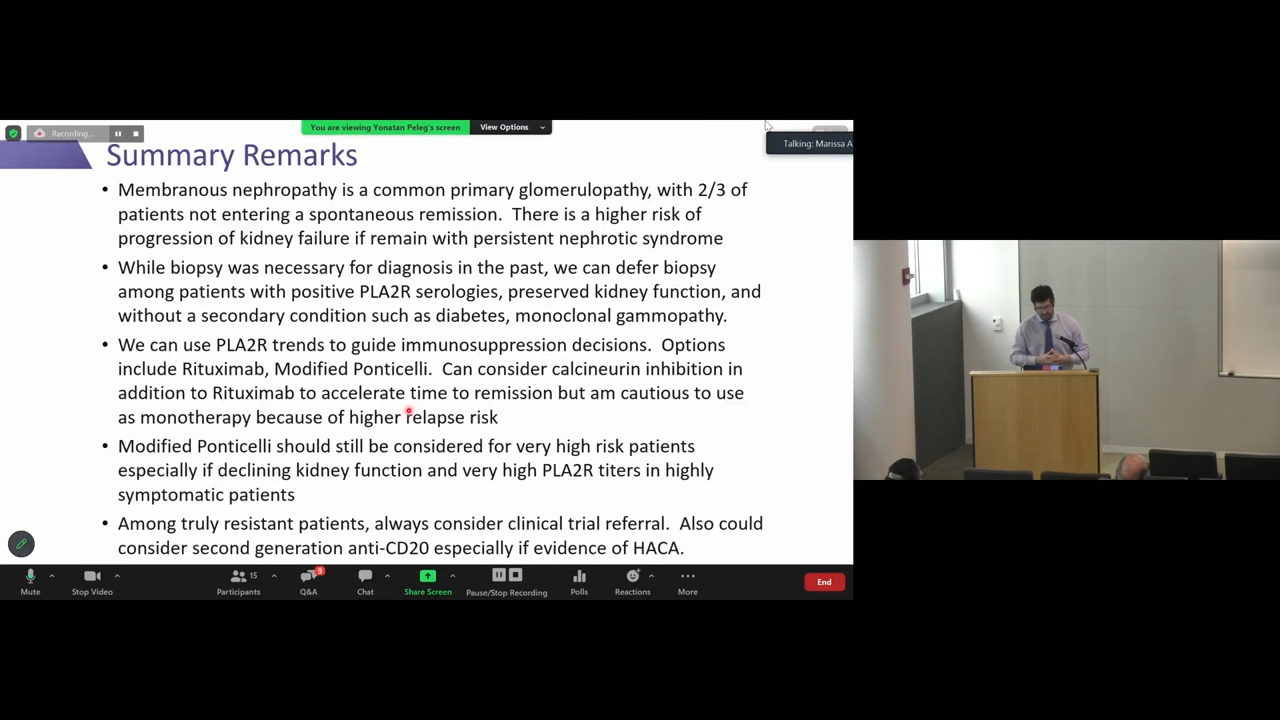 Recording...
You are viewing Yonatan Peleg's screen
View Options
Talking: Marissa A
Summary Remarks
• Membranous nephropathy is a common primary glomerulopathy, with 2/3 of
patients not entering a spontaneous remission. There is a higher risk of
progression of kidney failure if remain with persistent nephrotic syndrome
• While biopsy was necessary for diagnosis in the past, we can defer biopsy
among patients with positive PLA2R serologies, preserved kidney function, and
without a secondary condition such as diabetes, monoclonal gammopathy.
• We can use PLA2R trends to guide immunosuppression decisions. Options
include Rituximab, Modified Ponticelli. Can consider calcineurin inhibition in
addition to Rituximab to accelerate time to remission but am cautious to use
as monotherapy because of higher relapse risk
• Modified Ponticelli should still be considered for very high risk patients
especially if declining kidney function and very high PLA2R titers in highly
symptomatic patients
• Among truly resistant patients, always consider clinical trial referral. Also could
consider second generation anti-CD20 especially if evidence of HACA.
15
9
Mute
Stop Video
Participants
Q&A
Chat
Share Screen
Pause/Stop Recording
Polls
Reactions
More
End